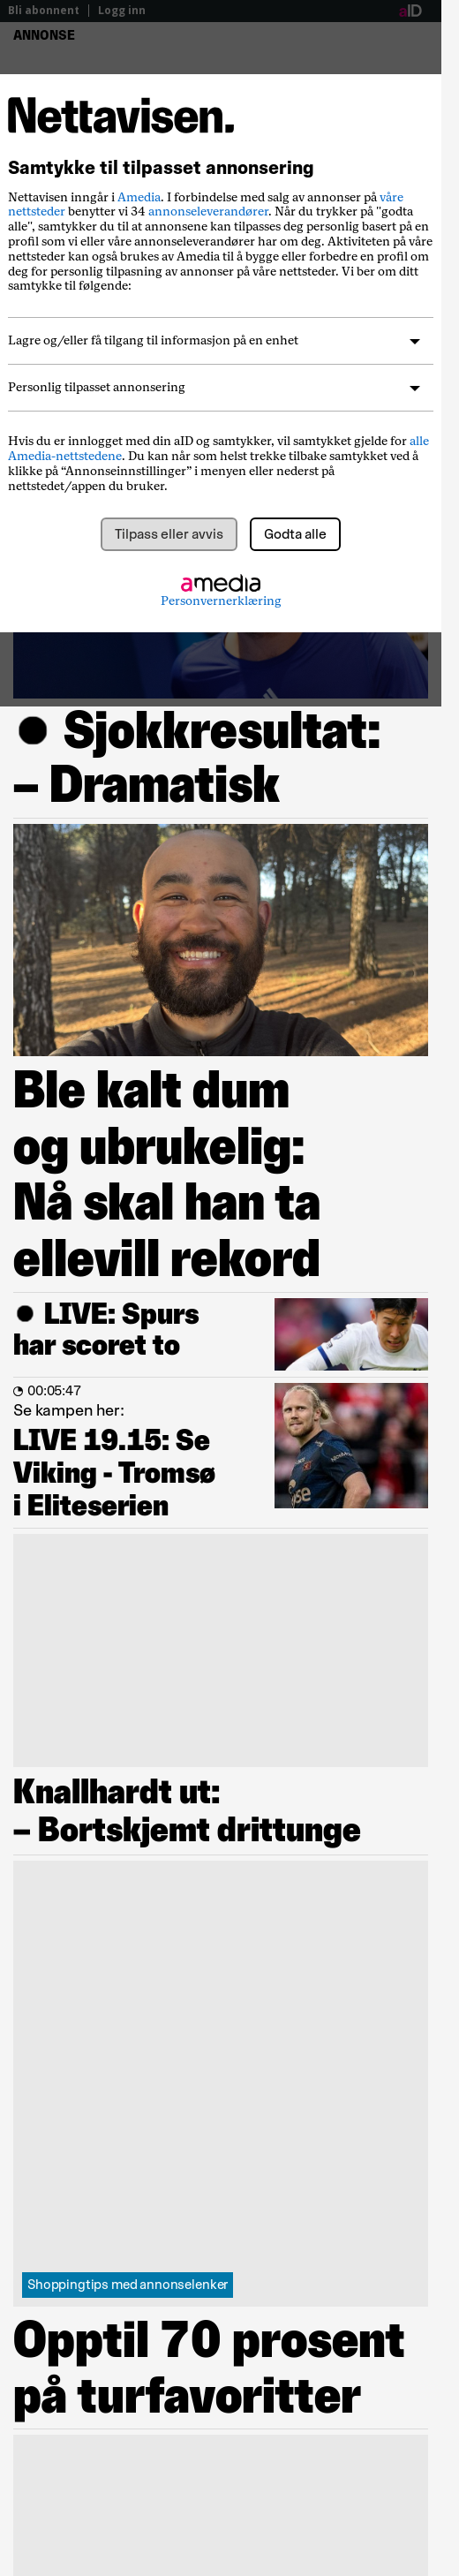 Bli abonnent | Logg inn
aID
ANNONSE
Nettavisen.
Samtykke til tilpasset annonsering
Nettavisen inngår i Amedia. I forbindelse med salg av annonser på våre
nettsteder benytter vi 34 annonseleverandører. Når du trykker på "godta
alle", samtykker du til at annonsene kan tilpasses deg personlig basert på en
profil som vi eller våre annonseleverandører har om deg. Aktiviteten på våre
nettsteder kan også brukes av Amedia til å bygge eller forbedre en profil om
deg for personlig tilpasning av annonser på våre nettsteder. Vi ber om ditt
samtykke til følgende:
Lagre og/eller få tilgang til informasjon på en enhet
Personlig tilpasset annonsering
Hvis du er innlogget med din aID og samtykker, vil samtykket gjelde for alle
Amedia-nettstedene. Du kan når som helst trekke tilbake samtykket ved å
klikke på “Annonseinnstillinger” i menyen eller nederst på
nettstedet/appen du bruker.
Tilpass eller avvis
Godta alle
amedia
Personvernerklæring
Sjokkresultat:
– Dramatisk
Ble kalt dum
og ubrukelig:
Nå skal han ta
ellevill rekord
LIVE: Spurs
har scoret to
00:05:47
Se kampen her:
LIVE 19.15: Se
Viking - Tromsø
i Eliteserien
Knallhardt ut:
– Bortskjemt drittunge
Shoppingtips med annonselenker
Opptil 70 prosent
på turfavoritter